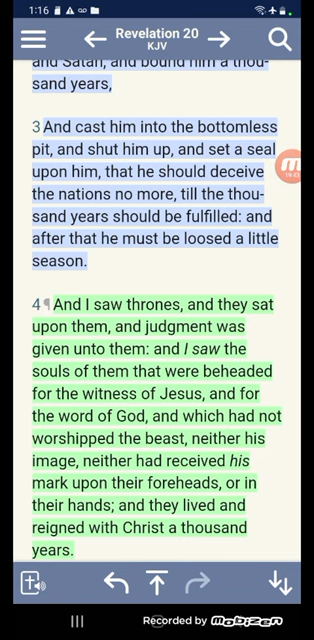 1:16
Revelation 20
KJV
and Satan, and bound him a thou-
sand years,
3 And cast him into the bottomless
pit, and shut him up, and set a seal
upon him, that he should deceive
the nations no more, till the thou-
sand years should be fulfilled: and
after that he must be loosed a little
season.
4 ¶ And I saw thrones, and they sat
upon them, and judgment was
given unto them: and I saw the
souls of them that were beheaded
for the witness of Jesus, and for
the word of God, and which had not
worshipped the beast, neither his
image, neither had received his
mark upon their foreheads, or in
their hands; and they lived and
reigned with Christ a thousand
years.
Recorded by mobizen